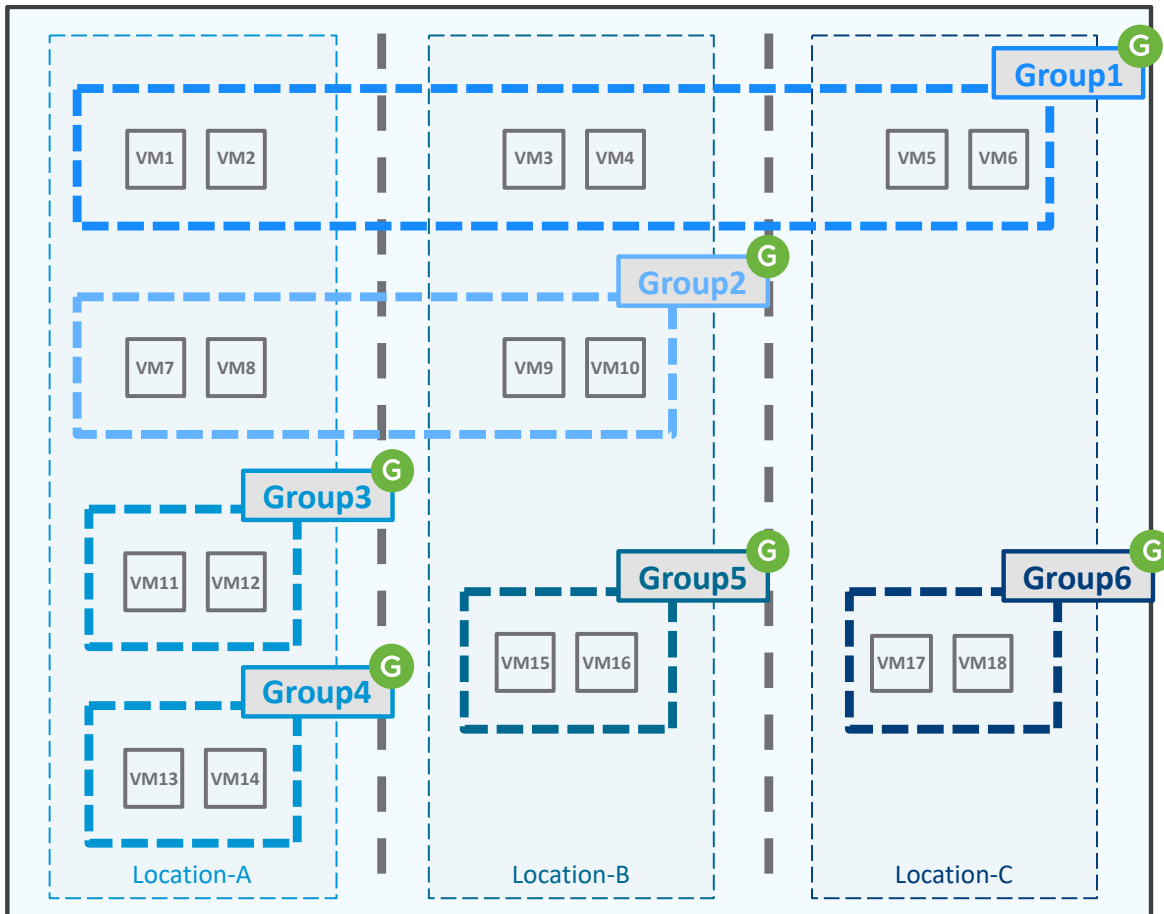 G
Group1
VM1 VM2 VM3 VM4 VM5 VM6
G
Group2
VM7 VM8 VM9 VM10
G
Group3
VM11 VM12
G
Group5
G
Group6
G
Group4
VM15 VM16 VM17 VM18
VM13 VM14
Location-A Location-B Location-C